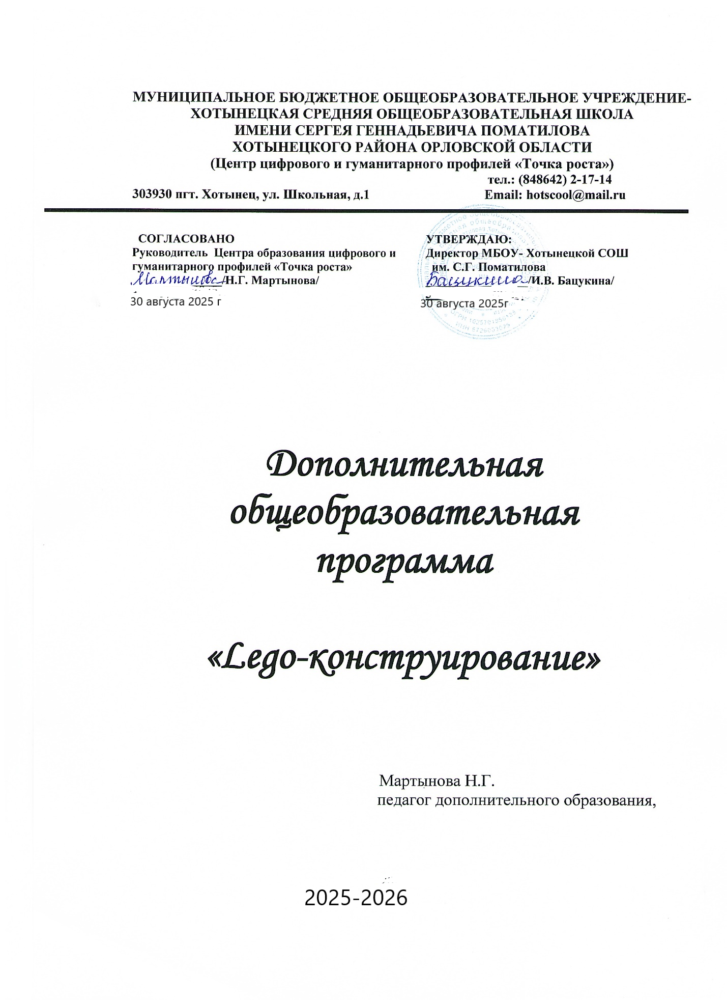 МУНИЦИПАЛЬНОЕ БЮДЖЕТНОЕ ОБЩЕОБРАЗОВАТЕЛЬНОЕ УЧРЕЖДЕНИЕ-
ХОТЫНЕЦКАЯ СРЕДНЯЯ ОБЩЕОБРАЗОВАТЕЛЬНАЯ ШКОЛА
ИМЕНИ СЕРГЕЯ ГЕННАДЬЕВИЧА ПОМАТИЛОВА
ХОТЫНЕЦКОГО РАЙОНА ОРЛОВСКОЙ ОБЛАСТИ
(Центр цифрового и гуманитарного профилей «Точка роста»)
тел.: (848642) 2-17-14
303930 пгт. Хотынец, ул. Школьная, д.1 Email: hotscool@mail.ru
СОГЛАСОВАНО
Руководитель Центра образования цифрового и
гуманитарного профилей «Точка роста»
Мартынова /Н.Г. Мартынова/
30 августа 2025 г
УТВЕРЖДАЮ:
Директор МБОУ- Хотынецкой СОШ
им. С.Г. Поматилова
Бацукина /И.В. Бацукина/
30 августа 2025г
Дополнительная
общеобразовательная
программа
«Lego-конструирование»
Мартынова Н.Г.
педагог дополнительного образования,
2025-2026